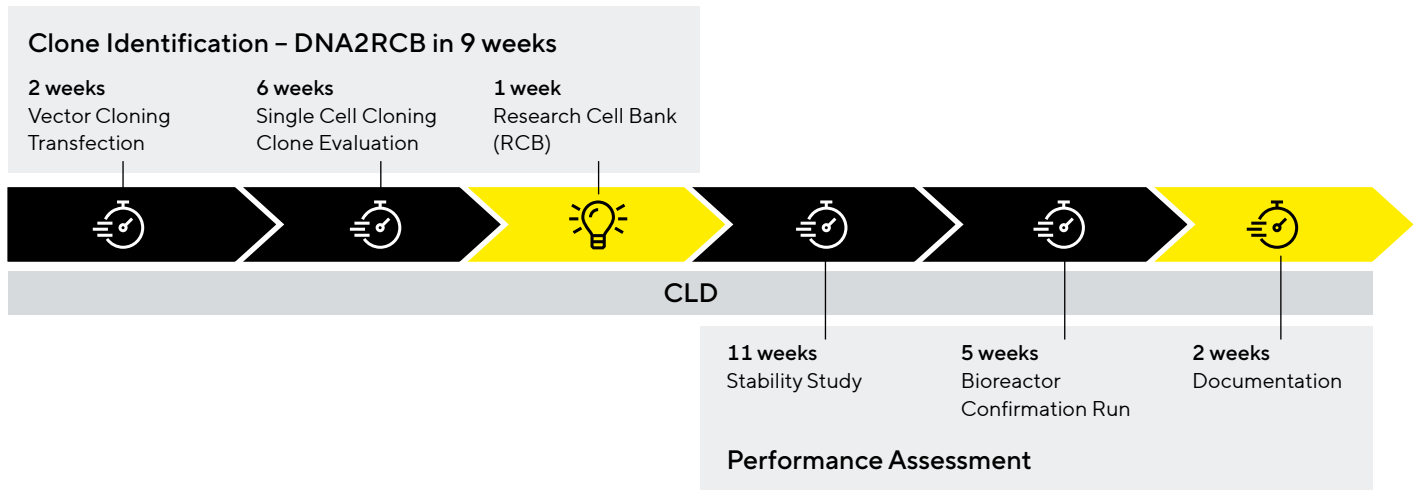 Clone Identification – DNA2RCB in 9 weeks
2 weeks
Vector Cloning
Transfection
6 weeks
Single Cell Cloning
Clone Evaluation
1 week
Research Cell Bank
(RCB)
CLD
11 weeks
Stability Study
5 weeks
Bioreactor
Confirmation Run
2 weeks
Documentation
Performance Assessment